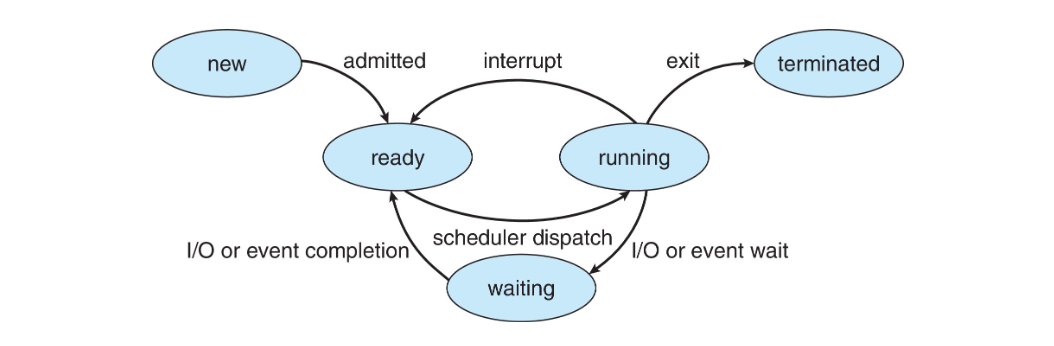 new
admitted
interrupt
exit
terminated
ready
running
I/O or event completion
scheduler dispatch
I/O or event wait
waiting